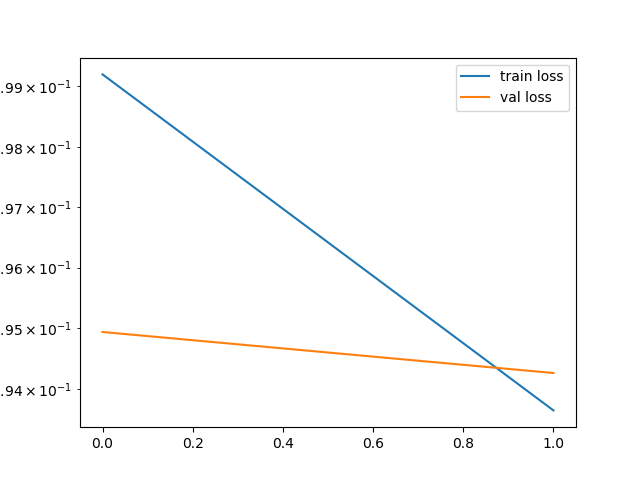 train loss
val loss
.99 × 10⁻¹
.98 × 10⁻¹
.97 × 10⁻¹
.96 × 10⁻¹
.95 × 10⁻¹
.94 × 10⁻¹
0.0 0.2 0.4 0.6 0.8 1.0